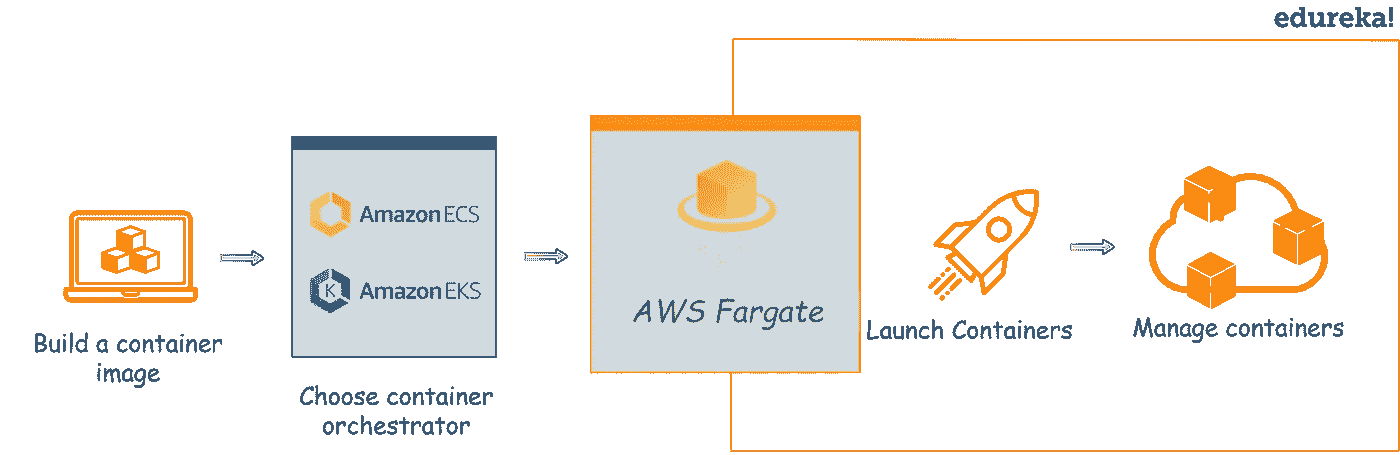 edureka!
Amazon ECS
K
Amazon EKS
AWS Fargate
Launch Containers
Manage containers
Build a container
image
Choose container
orchestrator